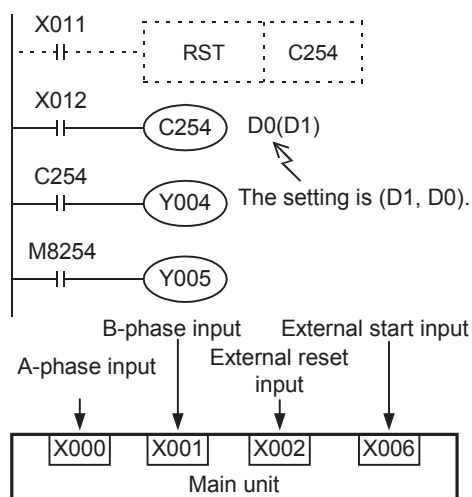 X011
RST C254
X012
C254 D0(D1)
C254
Y004 The setting is (D1, D0).
M8254
Y005
B-phase input External start input
A-phase input External reset
input
X000 X001 X002 X006
Main unit